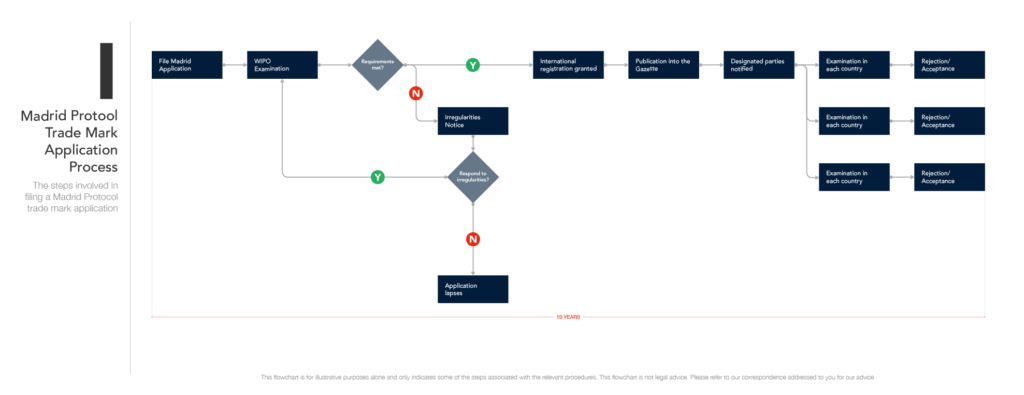 Madrid Protool
Trade Mark
Application
Process
The steps involved in
filing a Madrid Protocol
trade mark application
File Madrid
Application
WIPO
Examination
Requirements
met?
Y
International
registration granted
Publication into the
Gazette
Designated parties
notified
Examination in
each country
Rejection/
Acceptance
N
Irregularities
Notice
Examination in
each country
Rejection/
Acceptance
Y
Respond to
irregularities?
Examination in
each country
Rejection/
Acceptance
N
Application
lapses
10 YEARS
This flowchart is for illustrative purposes alone and only indicates some of the steps associated with the relevant procedures. This flowchart is not legal advice. Please refer to our correspondence addressed to you for our advice.